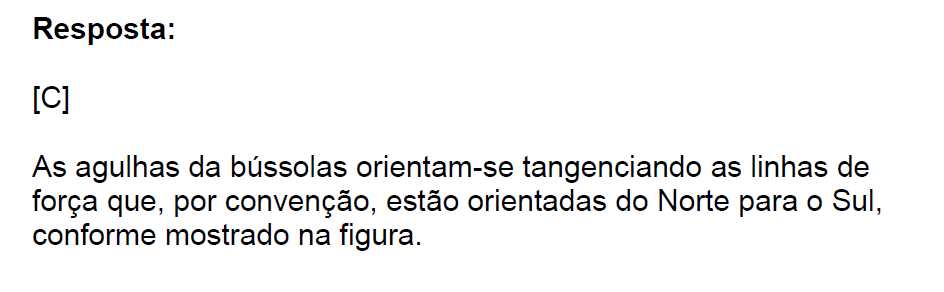 Resposta:
[C]
As agulhas da bússolas orientam-se tangenciando as linhas de
força que, por convenção, estão orientadas do Norte para o Sul,
conforme mostrado na figura.